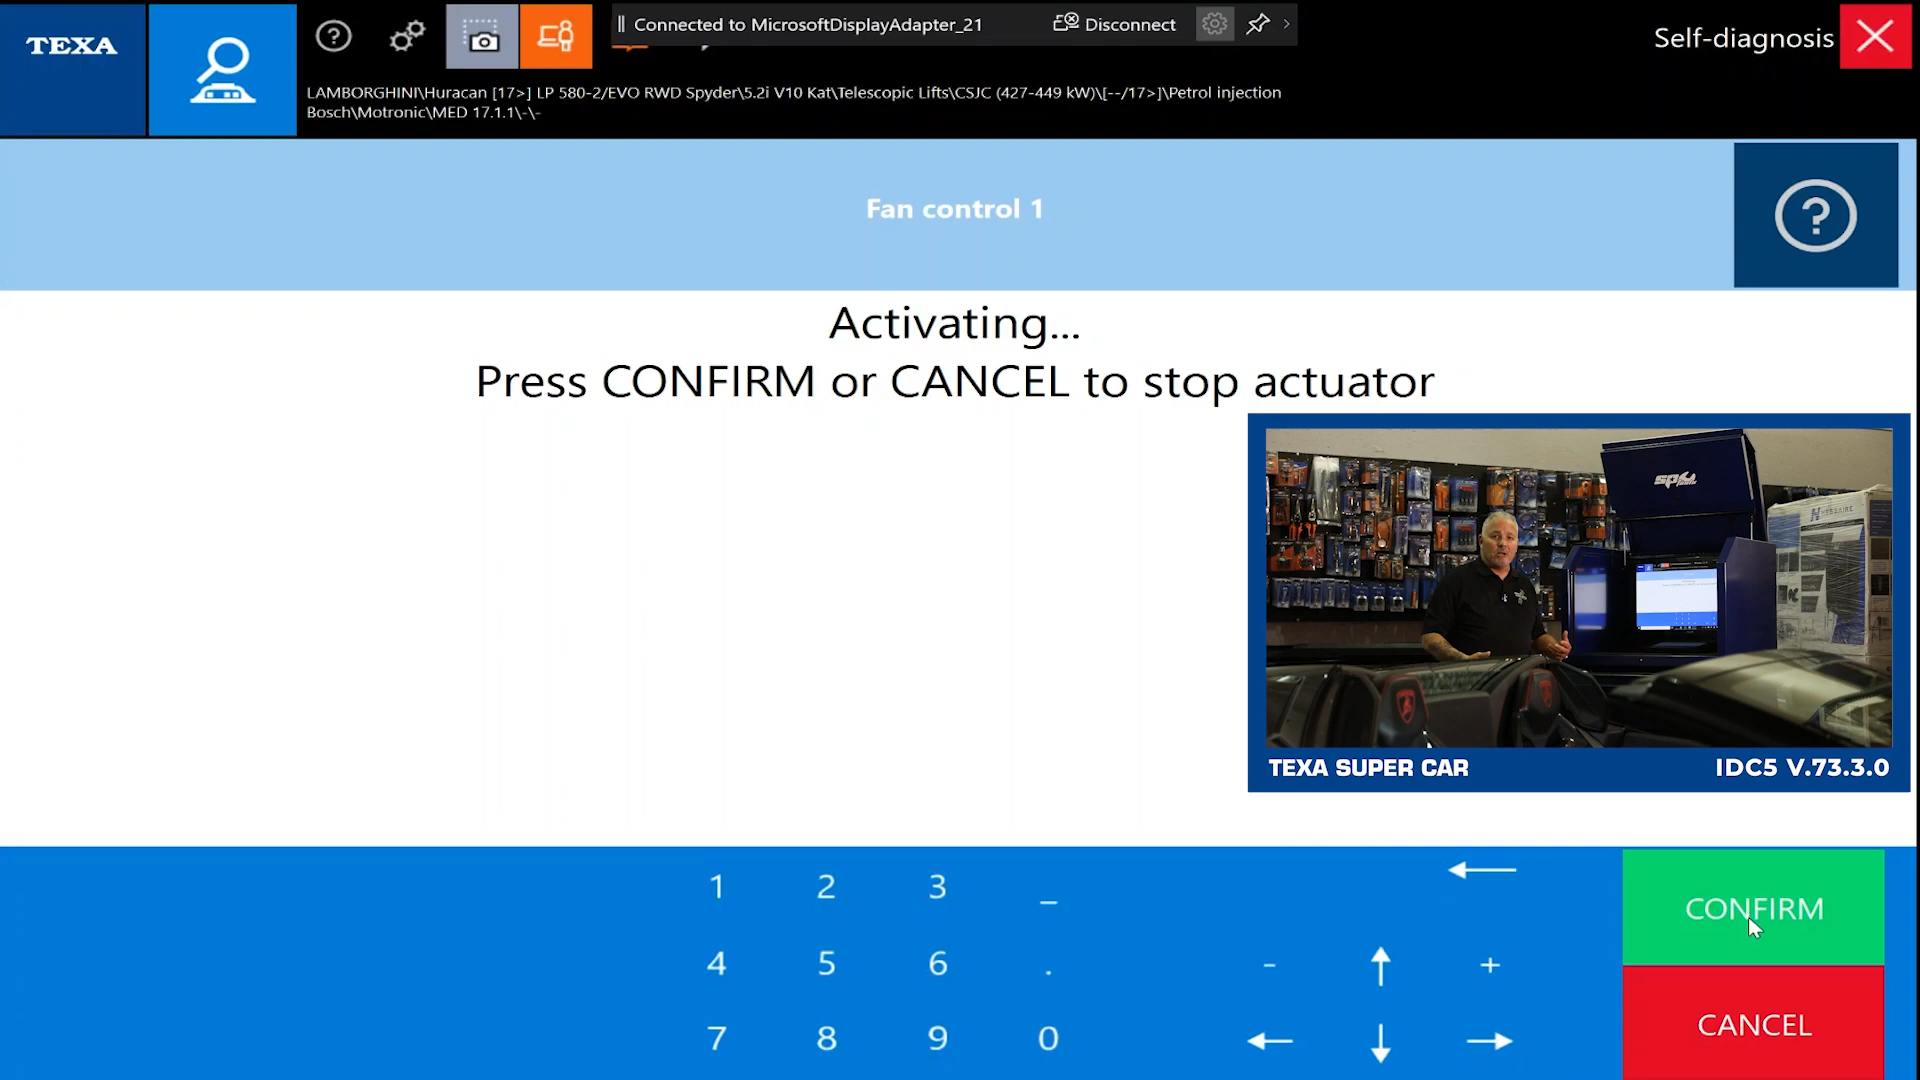 TEXA
Connected to MicrosoftDisplayAdapter_21
Disconnect
Self-diagnosis
LAMBORGHINI\Huracan [17>] LP 580-2/EVO RWD Spyder\5.2i V10 Kat\Telescopic Lifts\CSJC (427-449 kW)\[--/17>]\Petrol injection
Bosch\Motronic\MED 17.1.1\-\-
Fan control 1
?
Activating...
Press CONFIRM or CANCEL to stop actuator
HESSAIRE
TEXA SUPER CAR
IDC5 V.73.3.0
1 2 3 _
4 5 6 . - +
7 8 9 0
CONFIRM
CANCEL